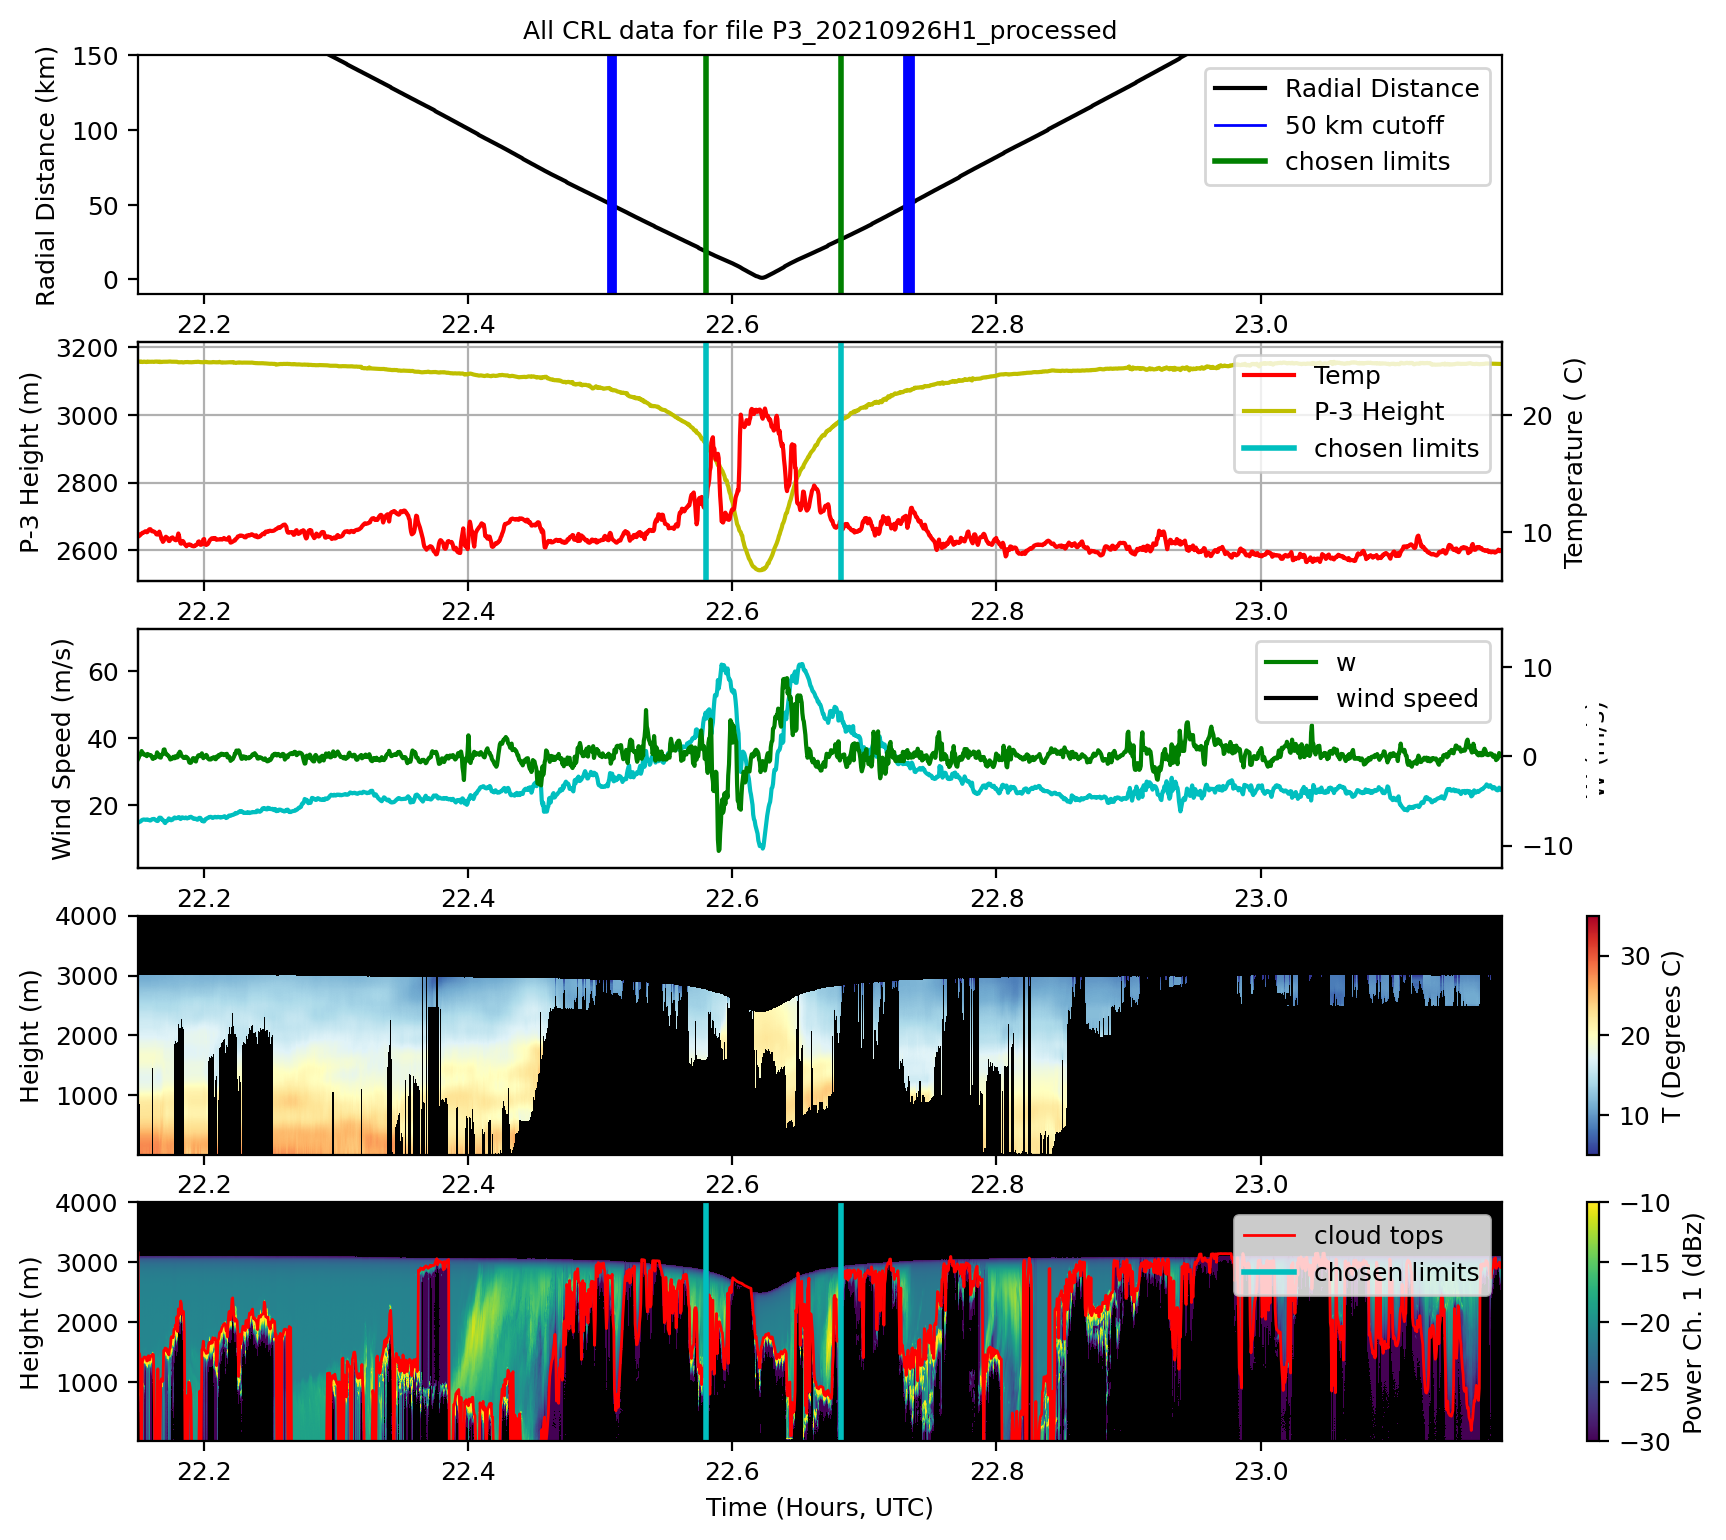 All CRL data for file P3_20210926H1_processed
Radial Distance (km)
150
100
50
0
Radial Distance
50 km cutoff
chosen limits
22.2 22.4 22.6 22.8 23.0
P-3 Height (m)
3200
3000
2800
2600
Temp
P-3 Height
chosen limits
20
10
Temperature ( C)
22.2 22.4 22.6 22.8 23.0
Wind Speed (m/s)
60
40
20
w
wind speed
10
0
−10
22.2 22.4 22.6 22.8 23.0
Height (m)
4000
3000
2000
1000
30
20
10
T (Degrees C)
22.2 22.4 22.6 22.8 23.0
Height (m)
4000
3000
2000
1000
cloud tops
chosen limits
−10
−15
−20
−25
−30
Power Ch. 1 (dBz)
22.2 22.4 22.6 22.8 23.0
Time (Hours, UTC)